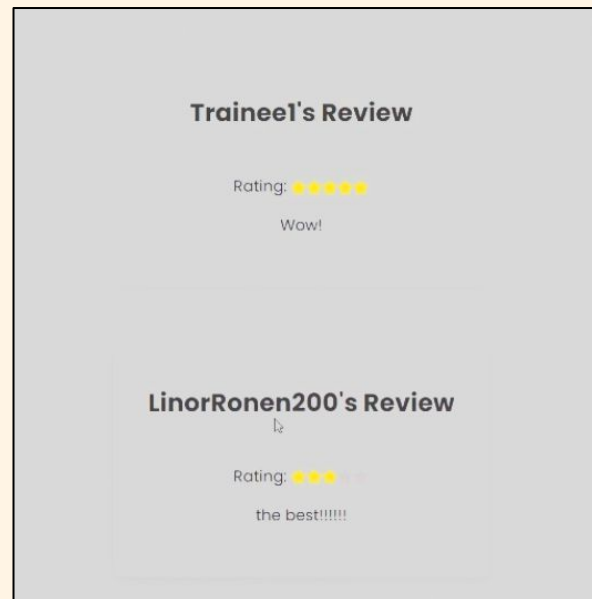 Trainee1's Review
Rating:
Wow!
LinorRonen200's Review
Rating:
the best!!!!!!